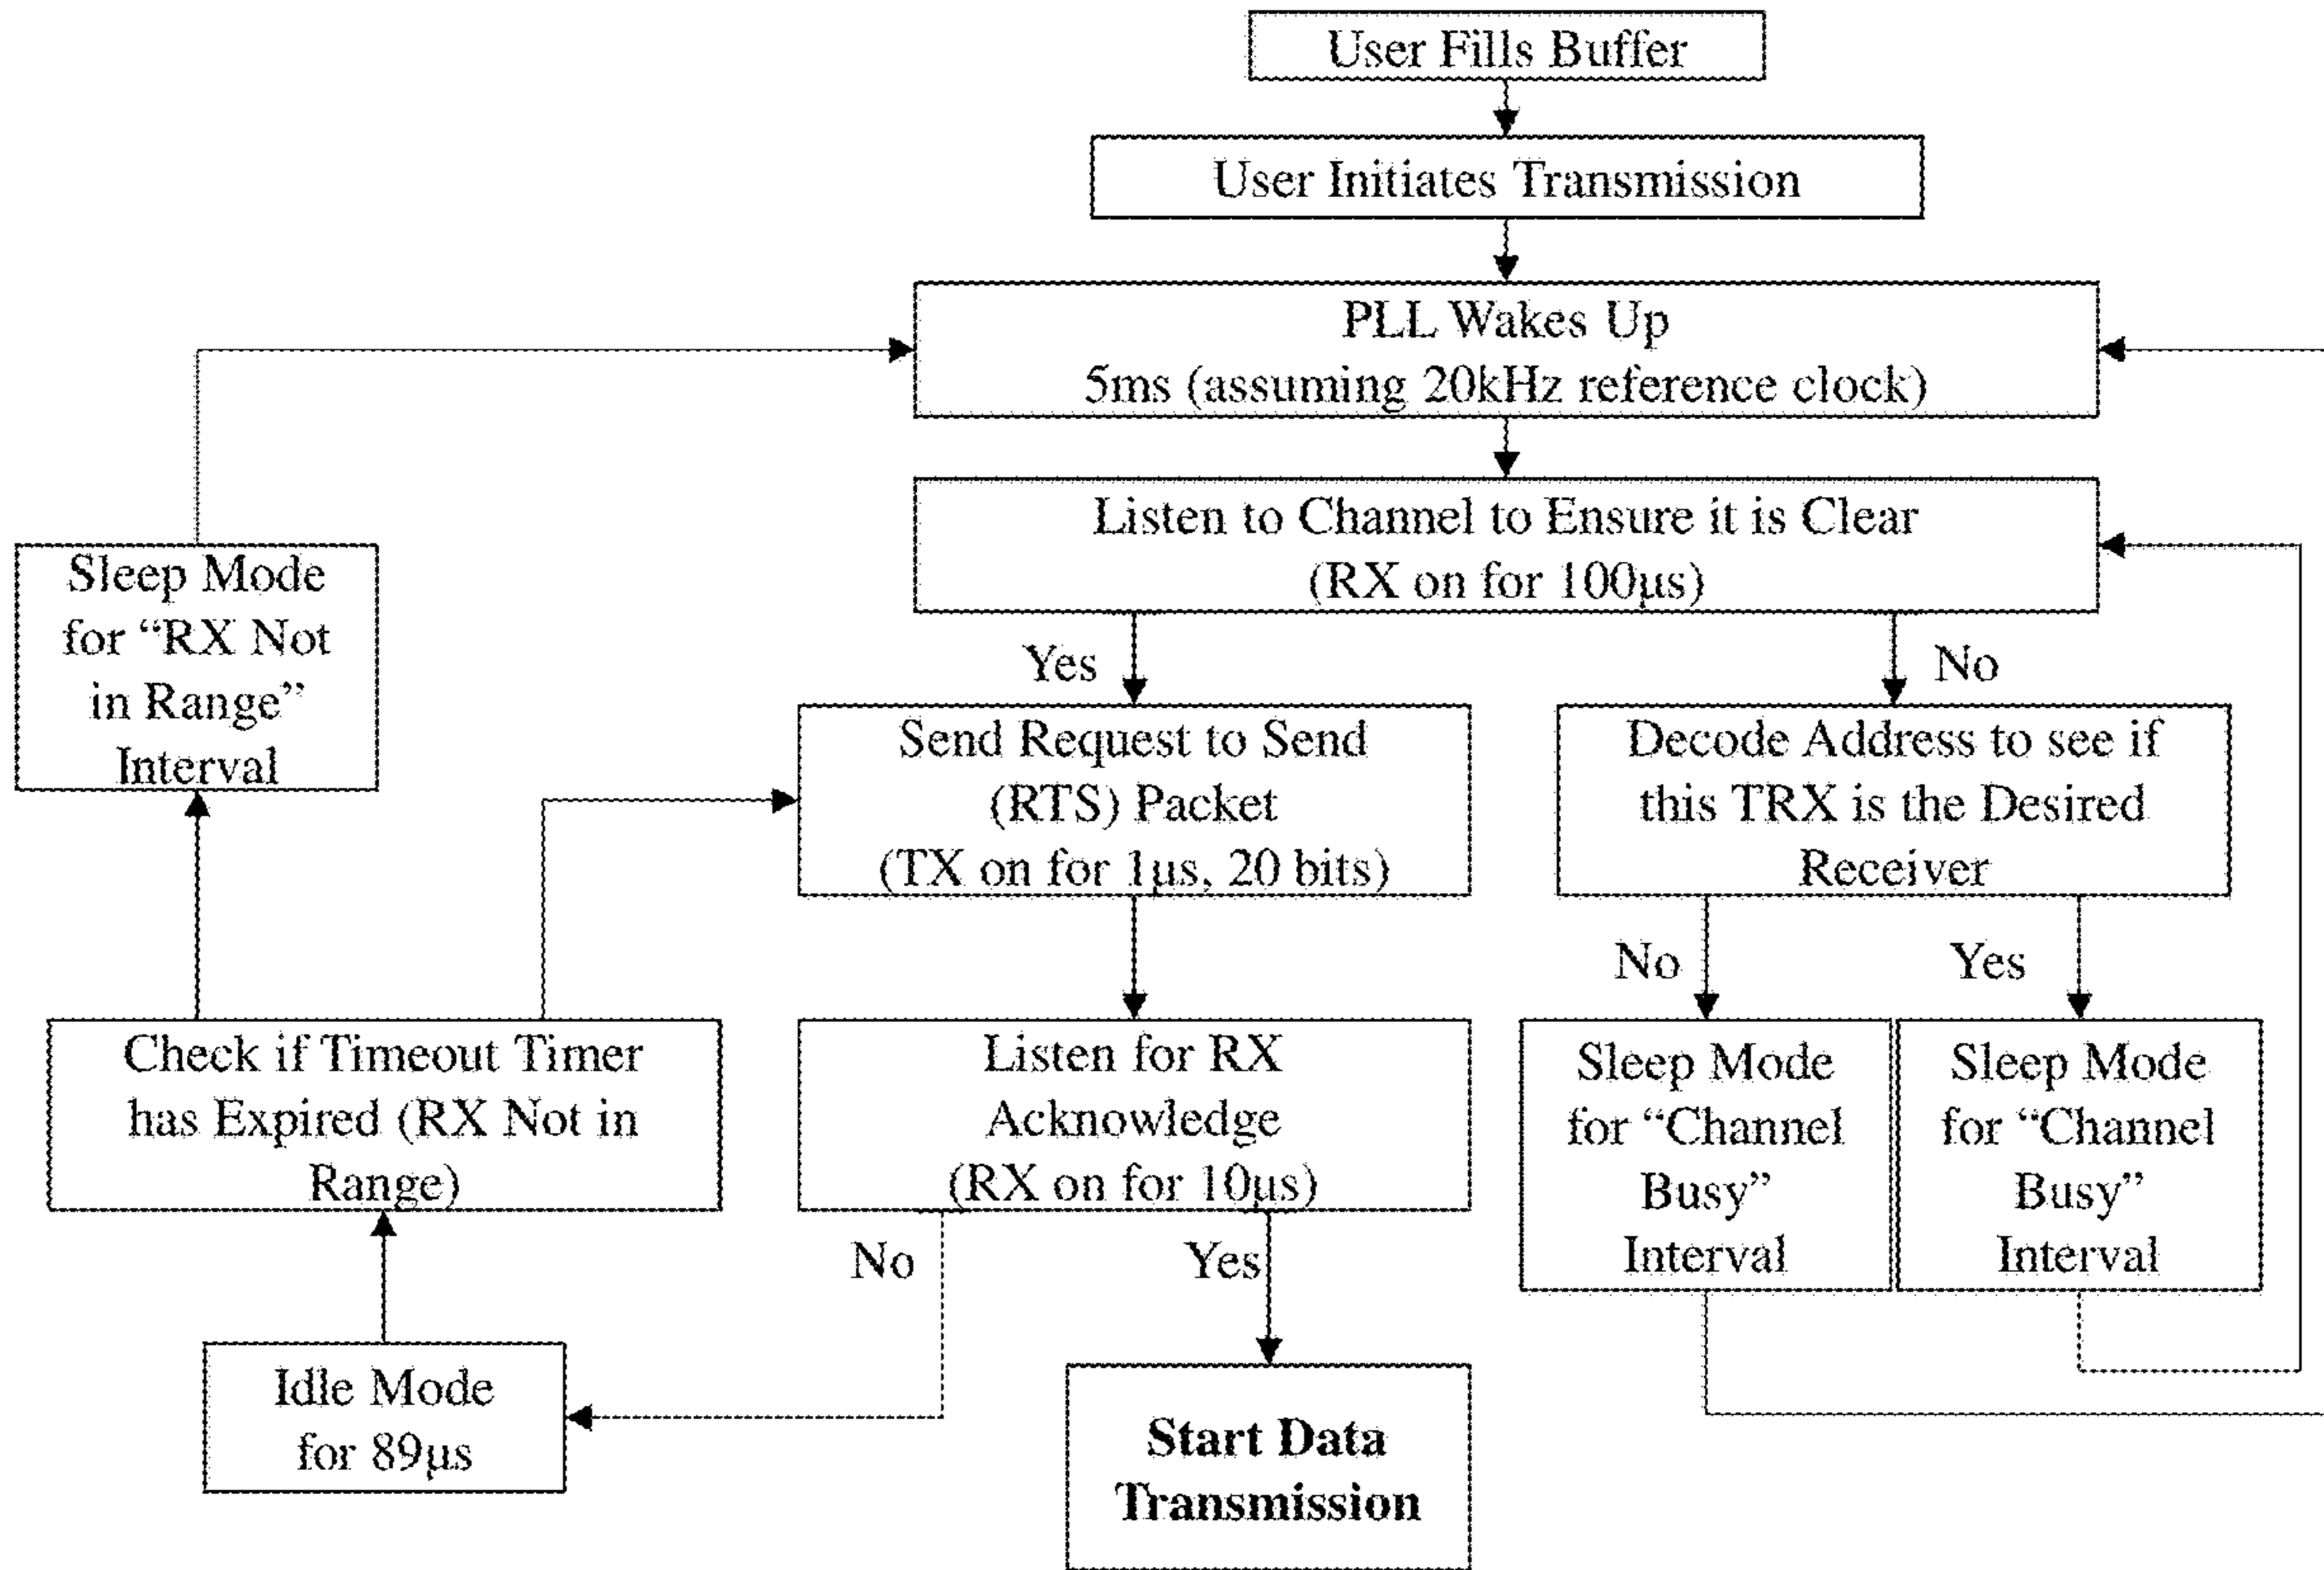 User Fills Buffer
User Initiates Transmission
PLL Wakes Up
5ms (assuming 20kHz reference clock)
Listen to Channel to Ensure it is Clear
(RX on for 100µs)
Sleep Mode
for “RX Not
in Range”
Interval
Yes
No
Send Request to Send
(RTS) Packet
(TX on for 1µs, 20 bits)
Decode Address to see if
this TRX is the Desired
Receiver
No
Yes
Check if Timeout Timer
has Expired (RX Not in
Range)
Listen for RX
Acknowledge
(RX on for 10µs)
Sleep Mode
for “Channel
Busy”
Interval
Sleep Mode
for “Channel
Busy”
Interval
No
Yes
Idle Mode
for 89µs
Start Data
Transmission